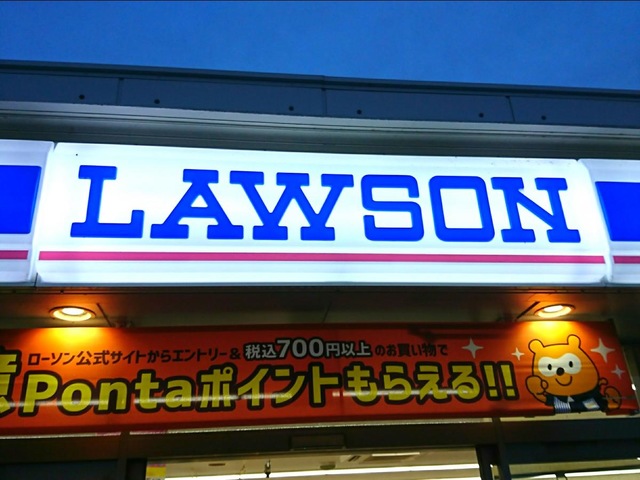 LAWSON
ローソン公式サイトからエントリー&税込700円以上のお買い物で
Pontaポイントもらえる!!